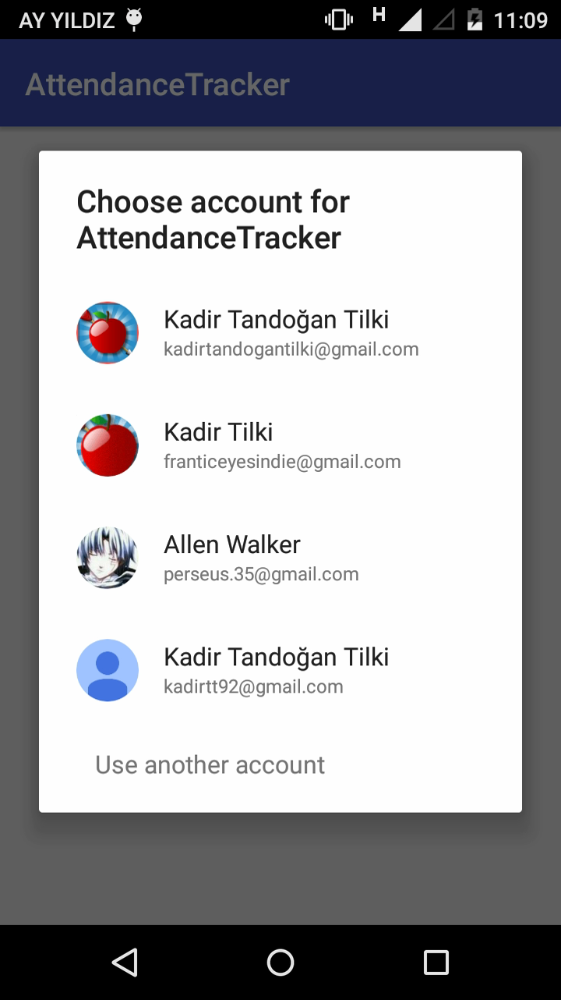 AY YILDIZ H 11:09
AttendanceTracker
Choose account for
AttendanceTracker
Kadir Tandoğan Tilki
kadirtandogantilki@gmail.com
Kadir Tilki
franticeyesindie@gmail.com
Allen Walker
perseus.35@gmail.com
Kadir Tandoğan Tilki
kadirtt92@gmail.com
Use another account